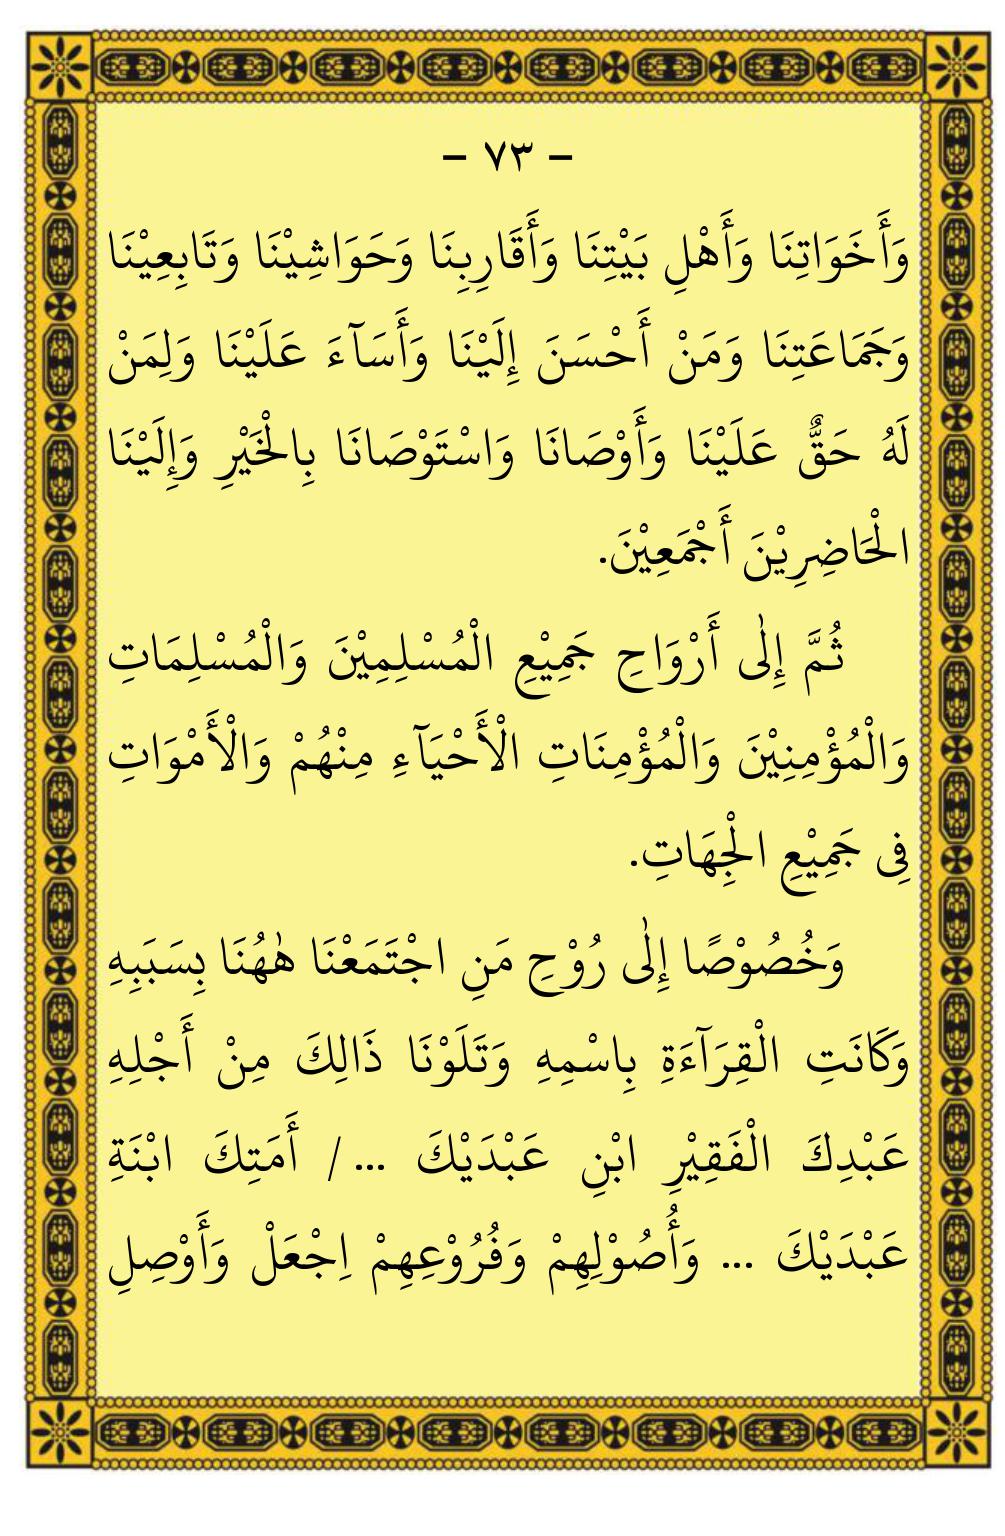 – ٧٣ –
وَأَخَوَاتِنَا وَأَهْلِ بَيْتِنَا وَأَقَارِبِنَا وَحَوَاشِيْنَا وَتَابِعِيْنَا
وَجَمَاعَتِنَا وَمَنْ أَحْسَنَ إِلَيْنَا وَأَسَآءَ عَلَيْنَا وَلِمَنْ
لَهُ حَقٌّ عَلَيْنَا وَأَوْصَانَا وَاسْتَوْصَانَا بِالْخَيْرِ وَإِلَيْنَا
الْحَاضِرِيْنَ أَجْمَعِيْنَ.
ثُمَّ إِلٰى أَرْوَاحِ جَمِيْعِ الْمُسْلِمِيْنَ وَالْمُسْلِمَاتِ
وَالْمُؤْمِنِيْنَ وَالْمُؤْمِنَاتِ الْأَحْيَآءِ مِنْهُمْ وَالْأَمْوَاتِ
فِى جَمِيْعِ الْجِهَاتِ.
وَخُصُوْصًا إِلٰى رُوْحِ مَنِ اجْتَمَعْنَا هٰهُنَا بِسَبَبِهِ
وَكَانَتِ الْقِرَآءَةِ بِاسْمِهِ وَتَلَوْنَا ذَالِكَ مِنْ أَجْلِهِ
عَبْدِكَ الْفَقِيْرِ ابْنِ عَبْدَيْكَ ... / أَمَتِكَ ابْنَةِ
عَبْدَيْكَ ... وَأُصُوْلِهِمْ وَفُرُوْعِهِمْ اِجْعَلْ وَأَوْصِلِ